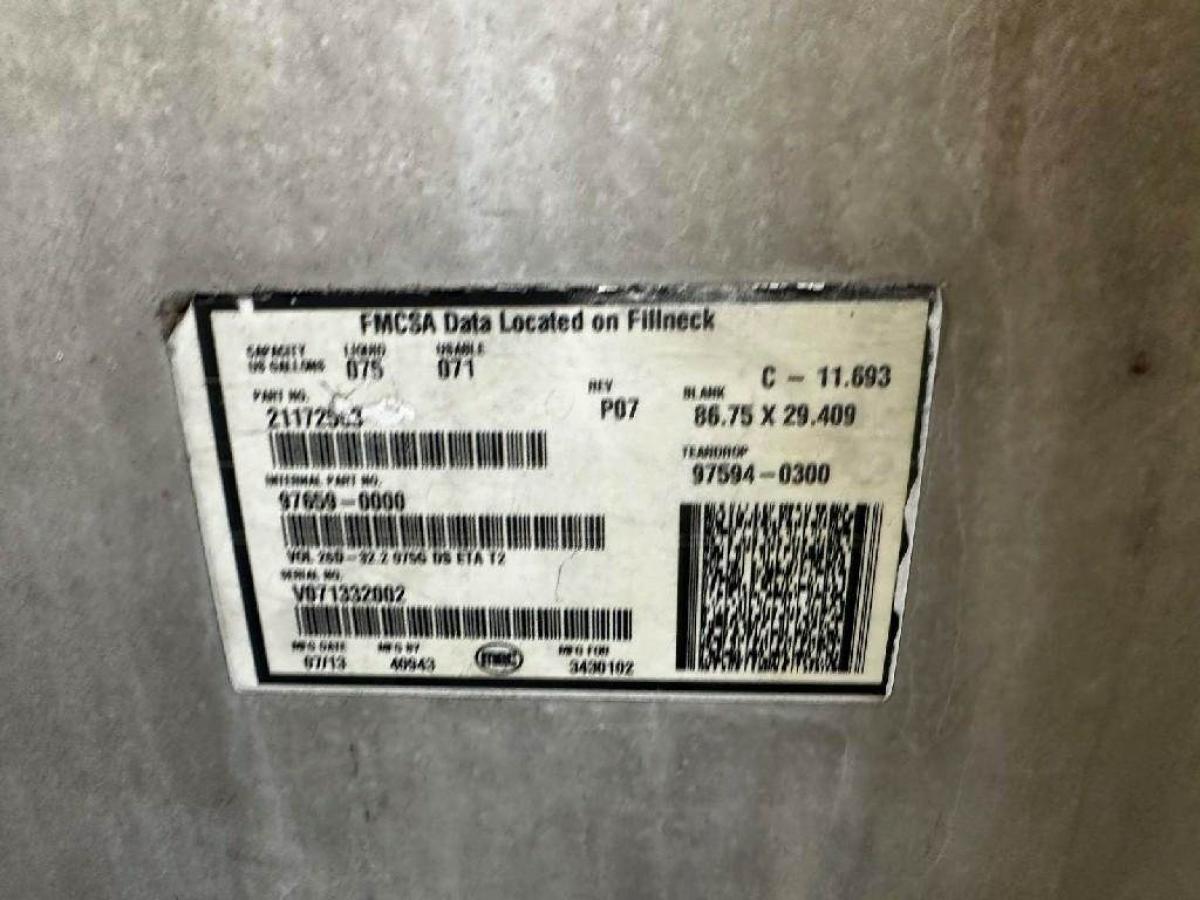 FMCSA Data Located on Fillneck
CAPACITY US GALLONS
LIQUID 075
USABLE 071
C - 11.693
PART NO.
REV P07
BLANK 86.75 X 29.409
INTERNAL PART NO.
97659-0000
TEARDROP 97594-0300
VOL 26D-32.2 075G DS ETA T2
SERIAL NO.
V071332002
MFG DATE 07/13
MFG BY 40943
MFG FOR 3430102